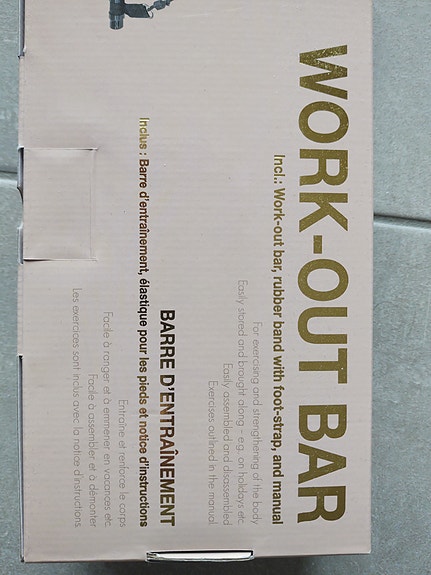 WORK-OUT BAR
Incl.: Work-out bar, rubber band with foot-strap, and manual
For exercising and strengthening of the body
Easily stored and brought along - e.g. on holidays etc.
Easily assembled and disassembled
Exercises outlined in the manual
BARRE D'ENTRAÎNEMENT
Inclus : Barre d'entraînement, élastique pour les pieds et notice d'instructions
Entraîne et renforce le corps
Facile à ranger et à emmener en vacances etc.
Facile à assembler et à démonter
Les exercices sont inclus avec la notice d'instructions